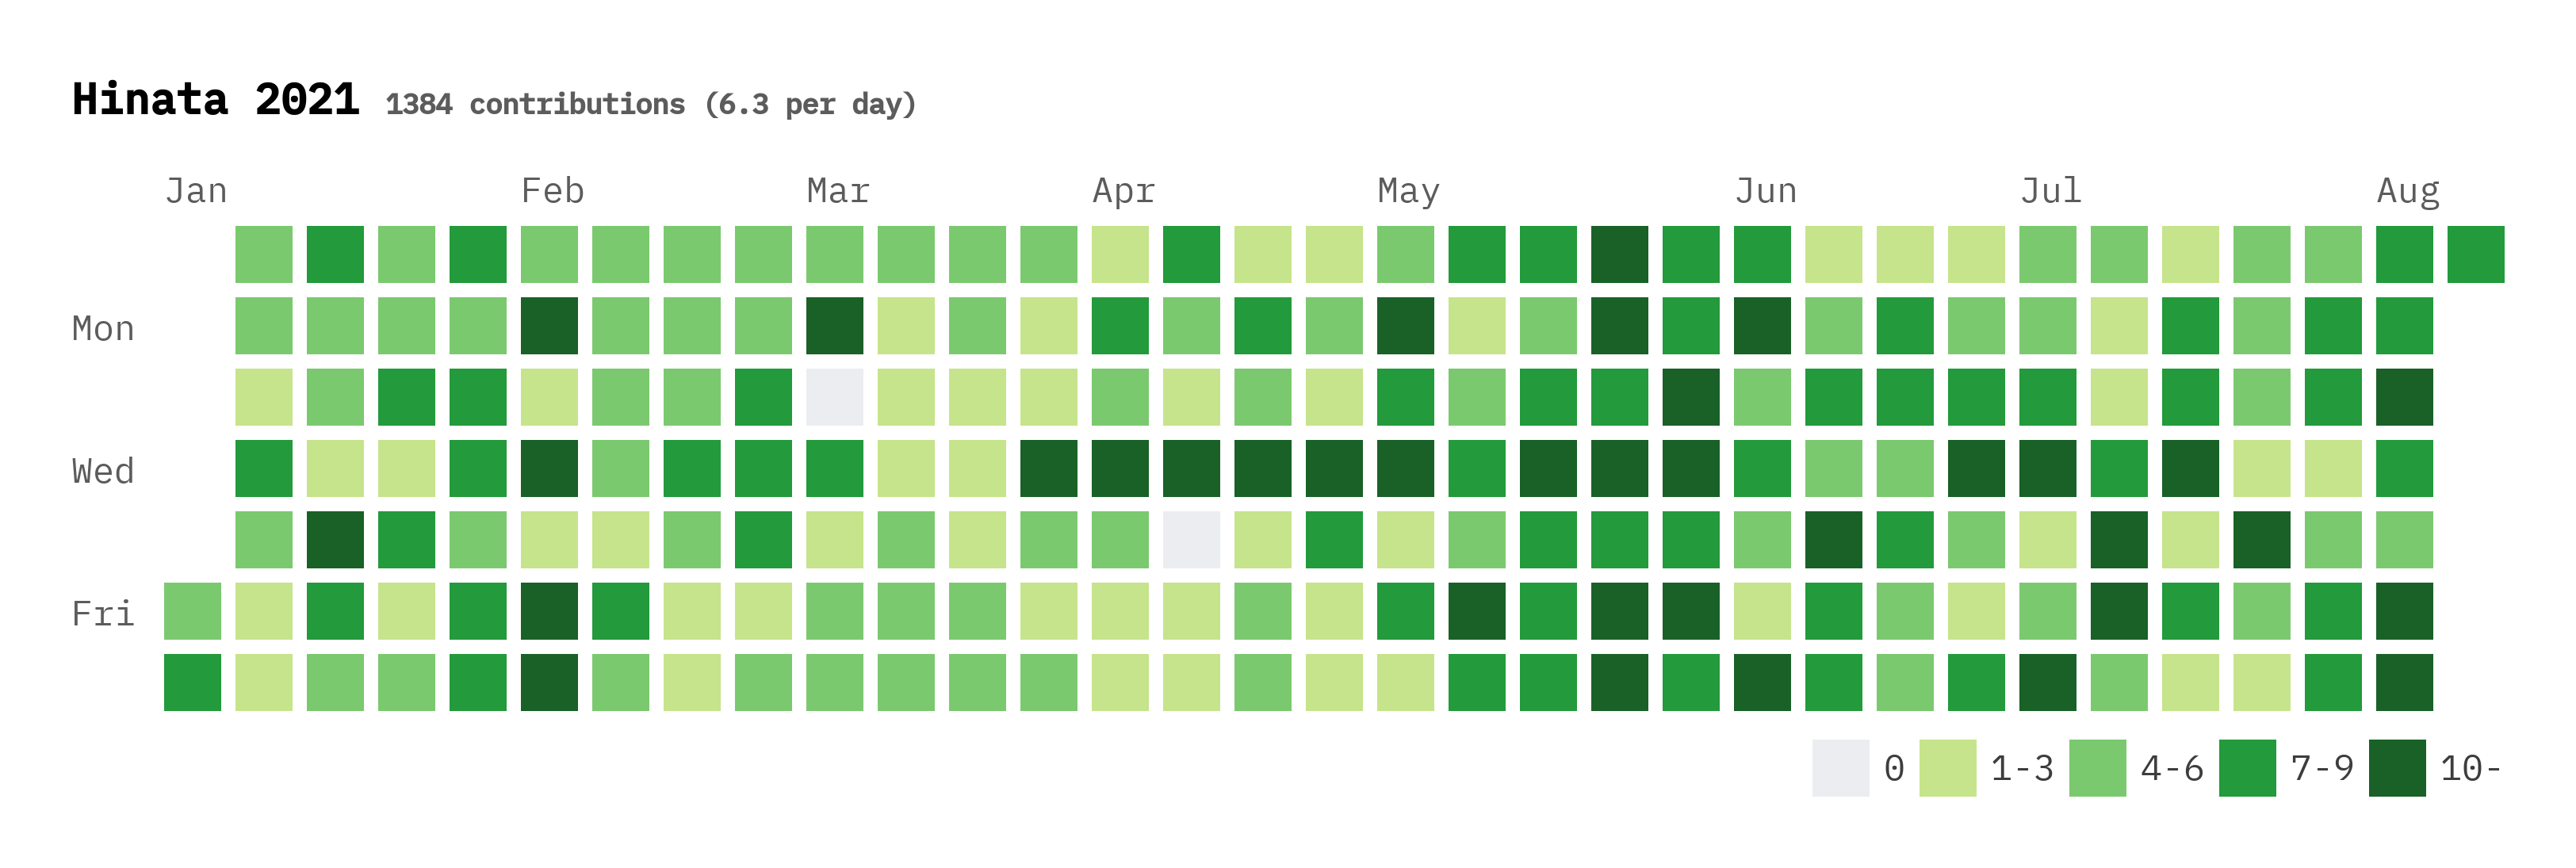 Hinata 2021 1384 contributions (6.3 per day)
Jan Feb Mar Apr May Jun Jul Aug
Mon
Wed
Fri
0 1-3 4-6 7-9 10-